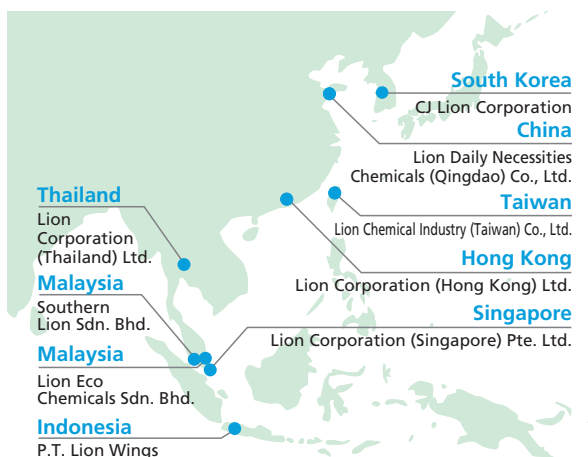 South Korea
CJ Lion Corporation
China
Lion Daily Necessities
Chemicals (Qingdao) Co., Ltd.
Taiwan
Lion Chemical Industry (Taiwan) Co., Ltd.
Hong Kong
Lion Corporation (Hong Kong) Ltd.
Singapore
Lion Corporation (Singapore) Pte. Ltd.
Thailand
Lion
Corporation
(Thailand) Ltd.
Malaysia
Southern
Lion Sdn. Bhd.
Malaysia
Lion Eco
Chemicals Sdn. Bhd.
Indonesia
P.T. Lion Wings